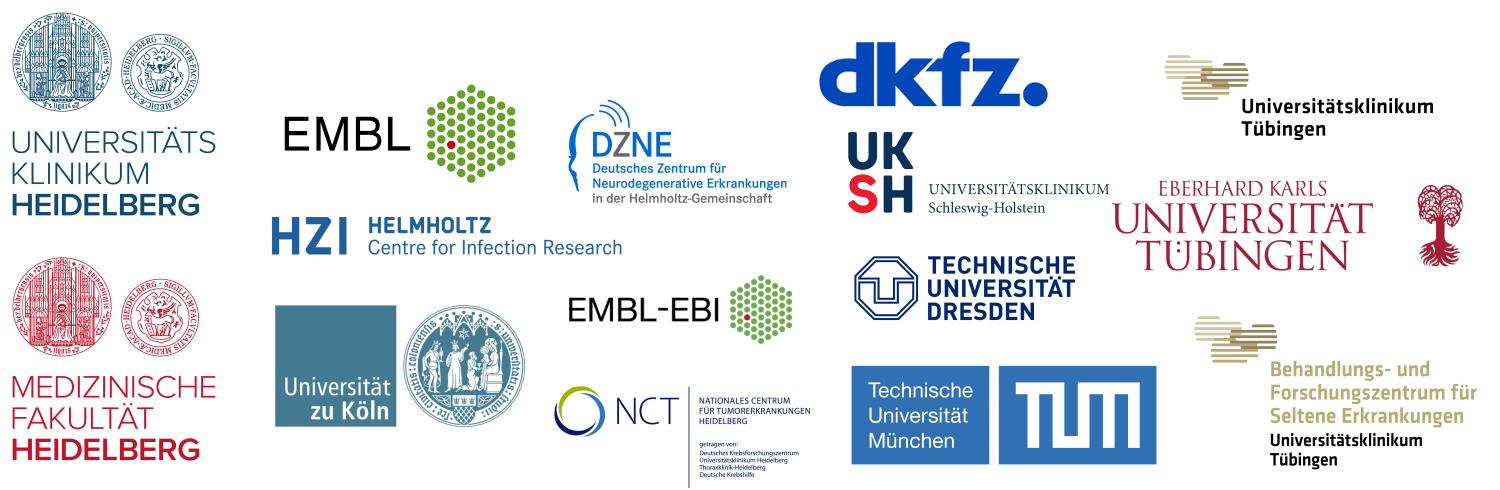 UNIVERSITÄTS
KLINIKUM
HEIDELBERG
MEDIZINISCHE
FAKULTÄT
HEIDELBERG
EMBL
HZI
HELMHOLTZ
Centre for Infection Research
Universität
zu Köln
DZNE
Deutsches Zentrum für
Neurodegenerative Erkrankungen
in der Helmholtz-Gemeinschaft
EMBL-EBI
NCT
NATIONALES CENTRUM
FÜR TUMORERKRANKUNGEN
HEIDELBERG
getragen von:
Deutsches Krebsforschungszentrum
Universitätsklinikum Heidelberg
Thoraxklinik-Heidelberg
Deutsche Krebshilfe
dkfz.
UK
SH
UNIVERSITÄTSKLINIKUM
Schleswig-Holstein
TECHNISCHE
UNIVERSITÄT
DRESDEN
Technische
Universität
München
TUM
Universitätsklinikum
Tübingen
EBERHARD KARLS
UNIVERSITÄT
TÜBINGEN
Behandlungs- und
Forschungszentrum für
Seltene Erkrankungen
Universitätsklinikum
Tübingen